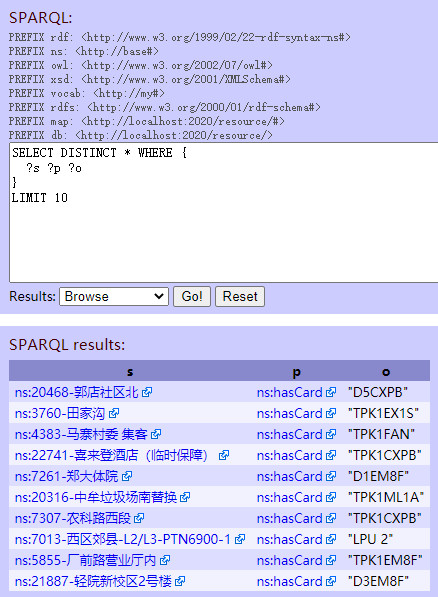 SPARQL:
PREFIX rdf: <http://www.w3.org/1999/02/22-rdf-syntax-ns#>
PREFIX ns: <http://base#>
PREFIX owl: <http://www.w3.org/2002/07/owl#>
PREFIX xsd: <http://www.w3.org/2001/XMLSchema#>
PREFIX vocab: <http://my#>
PREFIX rdfs: <http://www.w3.org/2000/01/rdf-schema#>
PREFIX map: <http://localhost:2020/resource/#>
PREFIX db: <http://localhost:2020/resource/>
SELECT DISTINCT * WHERE {
?s ?p ?o
}
LIMIT 10
Results: Browse Go! Reset
SPARQL results:
s p o
ns:20468-郭店社区北 ns:hasCard "D5CXPB"
ns:3760-田家沟 ns:hasCard "TPK1EX1S"
ns:4383-马寨村委 集客 ns:hasCard "TPK1FAN"
ns:22741-喜来登酒店（临时保障） ns:hasCard "TPK1CXPB"
ns:7261-郑大体院 ns:hasCard "D1EM8F"
ns:20316-中牟垃圾场南替换 ns:hasCard "TPK1ML1A"
ns:7307-农科路西段 ns:hasCard "TPK1CXPB"
ns:7013-西区郊县-L2/L3-PTN6900-1 ns:hasCard "LPU 2"
ns:5855-厂前路营业厅内 ns:hasCard "TPK1EM8F"
ns:21887-轻院新校区2号楼 ns:hasCard "D3EM8F"